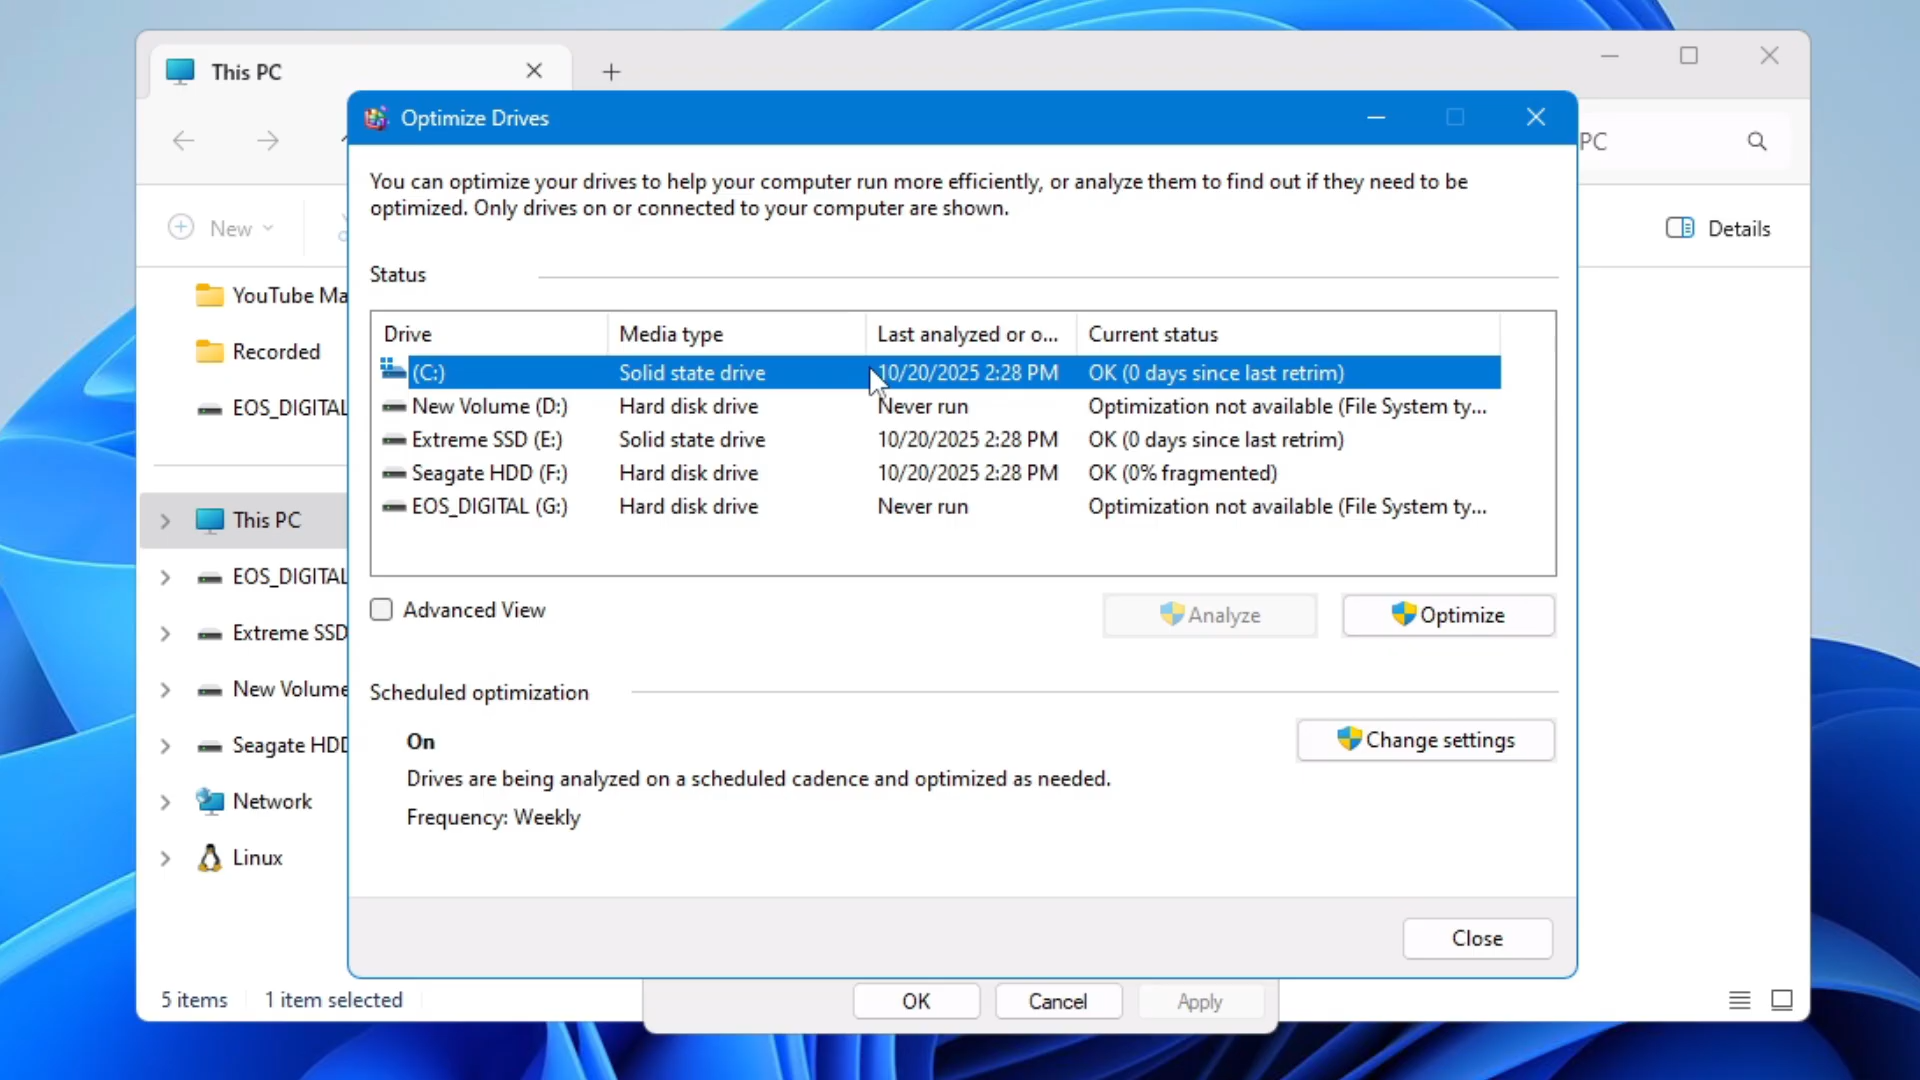 This PC
Optimize Drives
PC
You can optimize your drives to help your computer run more efficiently, or analyze them to find out if they need to be
optimized. Only drives on or connected to your computer are shown.
New
Details
Status
YouTube Ma
Recorded
EOS_DIGITAL
This PC
EOS_DIGITAL
Extreme SSD
New Volume
Seagate HDD
Network
Linux
Drive Media type Last analyzed or o... Current status
(C:) Solid state drive 10/20/2025 2:28 PM OK (0 days since last retrim)
New Volume (D:) Hard disk drive Never run Optimization not available (File System ty...
Extreme SSD (E:) Solid state drive 10/20/2025 2:28 PM OK (0 days since last retrim)
Seagate HDD (F:) Hard disk drive 10/20/2025 2:28 PM OK (0% fragmented)
EOS_DIGITAL (G:) Hard disk drive Never run Optimization not available (File System ty...
Advanced View
Analyze Optimize
Scheduled optimization
On
Change settings
Drives are being analyzed on a scheduled cadence and optimized as needed.
Frequency: Weekly
Close
5 items 1 item selected
OK Cancel Apply